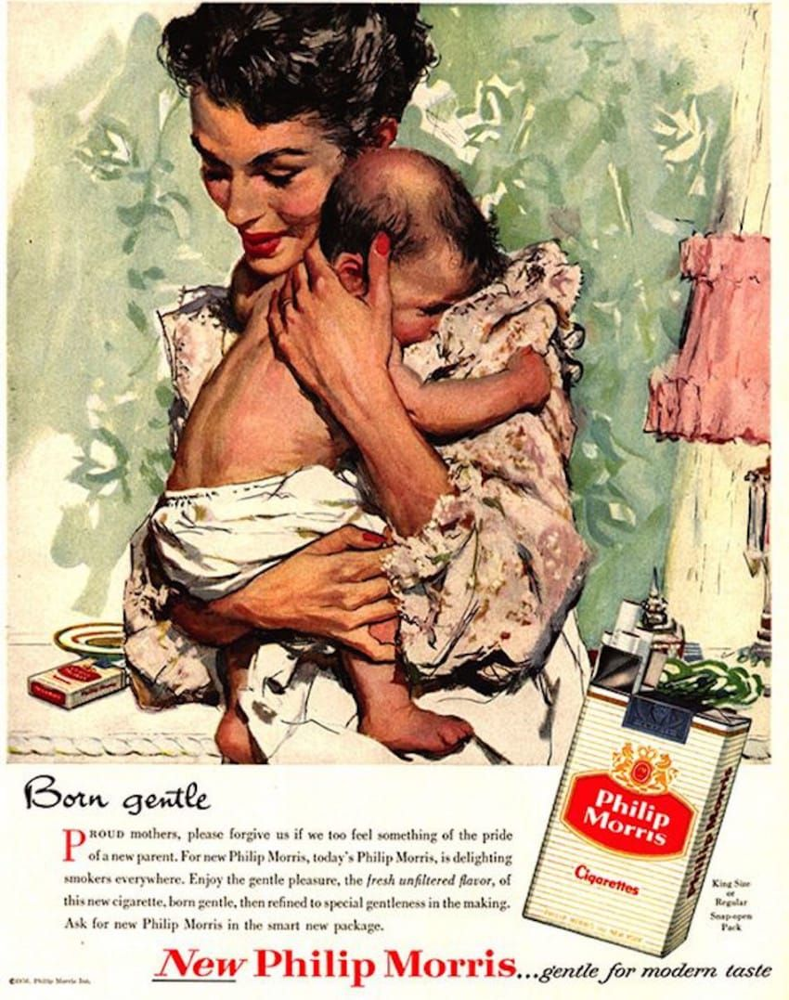 Philip
Morris
Cigarettes
Philip Morris
King Size
or
Regular
Snap-open
Pack
Born gentle
PROUD mothers, please forgive us if we too feel something of the pride
of a new parent. For new Philip Morris, today's Philip Morris, is delighting
smokers everywhere. Enjoy the gentle pleasure, the fresh unfiltered flavor, of
this new cigarette, born gentle, then refined to special gentleness in the making.
Ask for new Philip Morris in the smart new package.
New Philip Morris...gentle for modern taste
Philip Morris Inc.